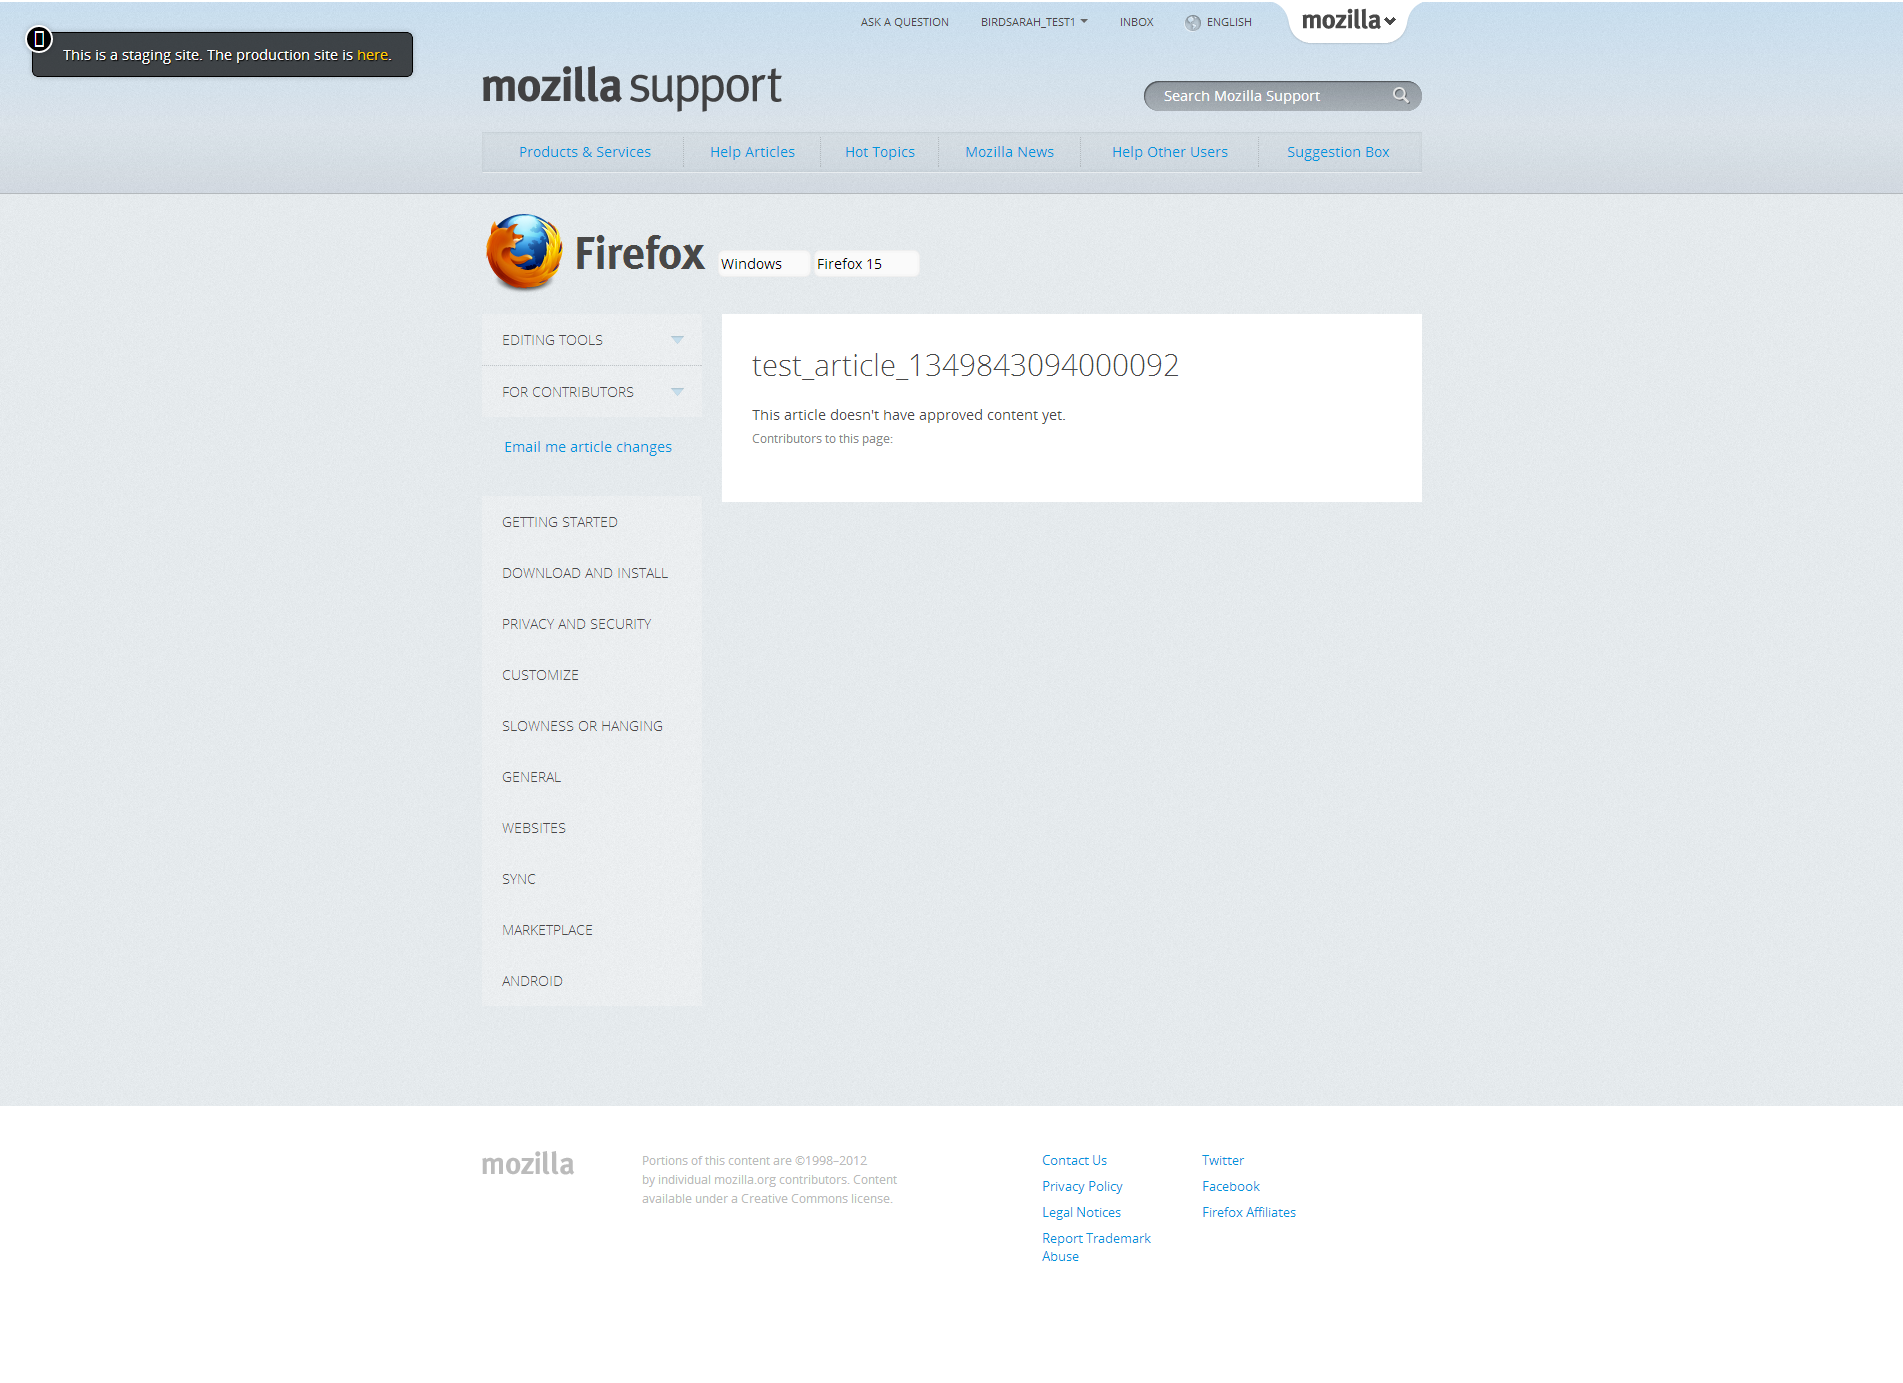 ASK A QUESTION BIRDSARAH_TEST1 INBOX ENGLISH mozilla
This is a staging site. The production site is here.
mozilla support
Search Mozilla Support
Products & Services Help Articles Hot Topics Mozilla News Help Other Users Suggestion Box
Firefox Windows Firefox 15
EDITING TOOLS
FOR CONTRIBUTORS
Email me article changes
test_article_1349843094000092
This article doesn't have approved content yet.
Contributors to this page:
GETTING STARTED
DOWNLOAD AND INSTALL
PRIVACY AND SECURITY
CUSTOMIZE
SLOWNESS OR HANGING
GENERAL
WEBSITES
SYNC
MARKETPLACE
ANDROID
mozilla
Portions of this content are ©1998–2012
by individual mozilla.org contributors. Content
available under a Creative Commons license.
Contact Us
Privacy Policy
Legal Notices
Report Trademark
Abuse
Twitter
Facebook
Firefox Affiliates